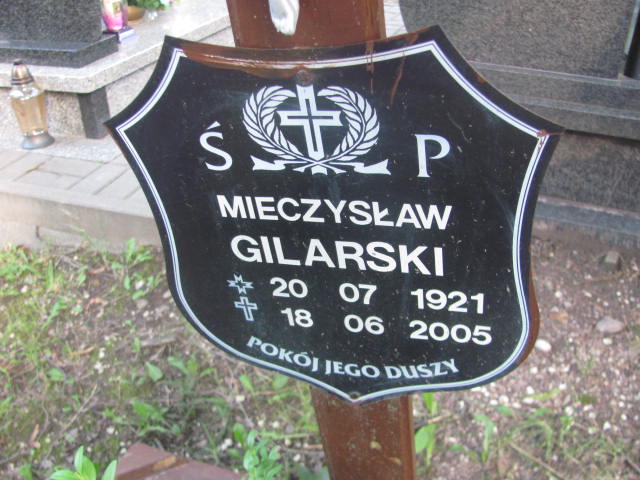 Ś P
MIECZYSŁAW
GILARSKI
20 07 1921
18 06 2005
POKÓJ JEGO DUSZY